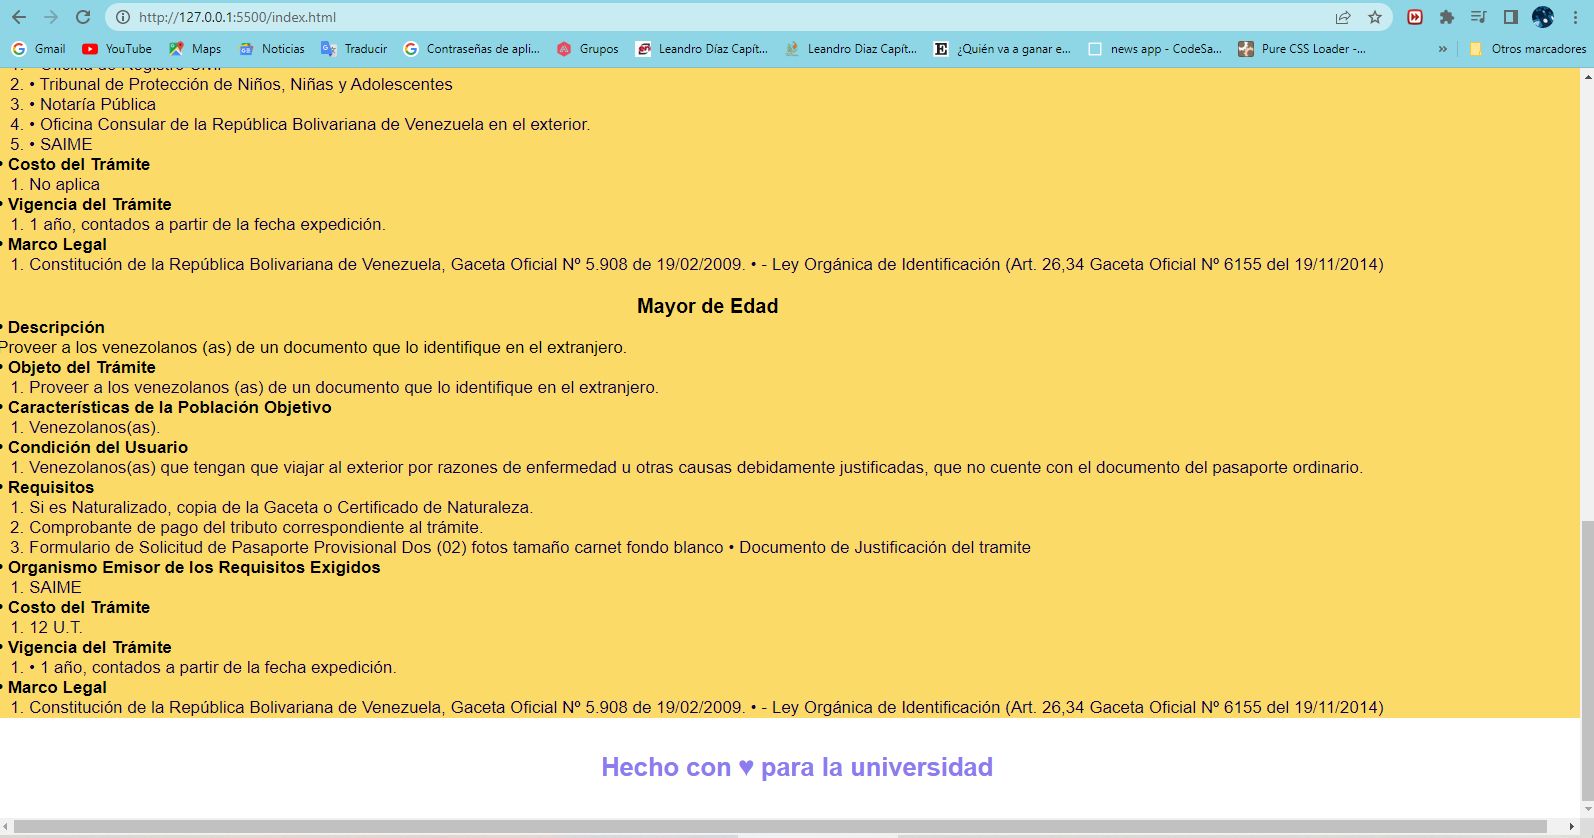 http://127.0.0.1:5500/index.html
Gmail YouTube Maps Noticias Traducir Contraseñas de apli... Grupos Leandro Díaz Capít... Leandro Diaz Capít... ¿Quién va a ganar e... news app - CodeSa... Pure CSS Loader -... » Otros marcadores
1. • Oficina de Registro Civil
2. • Tribunal de Protección de Niños, Niñas y Adolescentes
3. • Notaría Pública
4. • Oficina Consular de la República Bolivariana de Venezuela en el exterior.
5. • SAIME
• Costo del Trámite
1. No aplica
• Vigencia del Trámite
1. 1 año, contados a partir de la fecha expedición.
• Marco Legal
1. Constitución de la República Bolivariana de Venezuela, Gaceta Oficial Nº 5.908 de 19/02/2009. • - Ley Orgánica de Identificación (Art. 26,34 Gaceta Oficial Nº 6155 del 19/11/2014)
Mayor de Edad
• Descripción
Proveer a los venezolanos (as) de un documento que lo identifique en el extranjero.
• Objeto del Trámite
1. Proveer a los venezolanos (as) de un documento que lo identifique en el extranjero.
• Características de la Población Objetivo
1. Venezolanos(as).
• Condición del Usuario
1. Venezolanos(as) que tengan que viajar al exterior por razones de enfermedad u otras causas debidamente justificadas, que no cuente con el documento del pasaporte ordinario.
• Requisitos
1. Si es Naturalizado, copia de la Gaceta o Certificado de Naturaleza.
2. Comprobante de pago del tributo correspondiente al trámite.
3. Formulario de Solicitud de Pasaporte Provisional Dos (02) fotos tamaño carnet fondo blanco • Documento de Justificación del tramite
• Organismo Emisor de los Requisitos Exigidos
1. SAIME
• Costo del Trámite
1. 12 U.T.
• Vigencia del Trámite
1. • 1 año, contados a partir de la fecha expedición.
• Marco Legal
1. Constitución de la República Bolivariana de Venezuela, Gaceta Oficial Nº 5.908 de 19/02/2009. • - Ley Orgánica de Identificación (Art. 26,34 Gaceta Oficial Nº 6155 del 19/11/2014)
Hecho con ♥ para la universidad